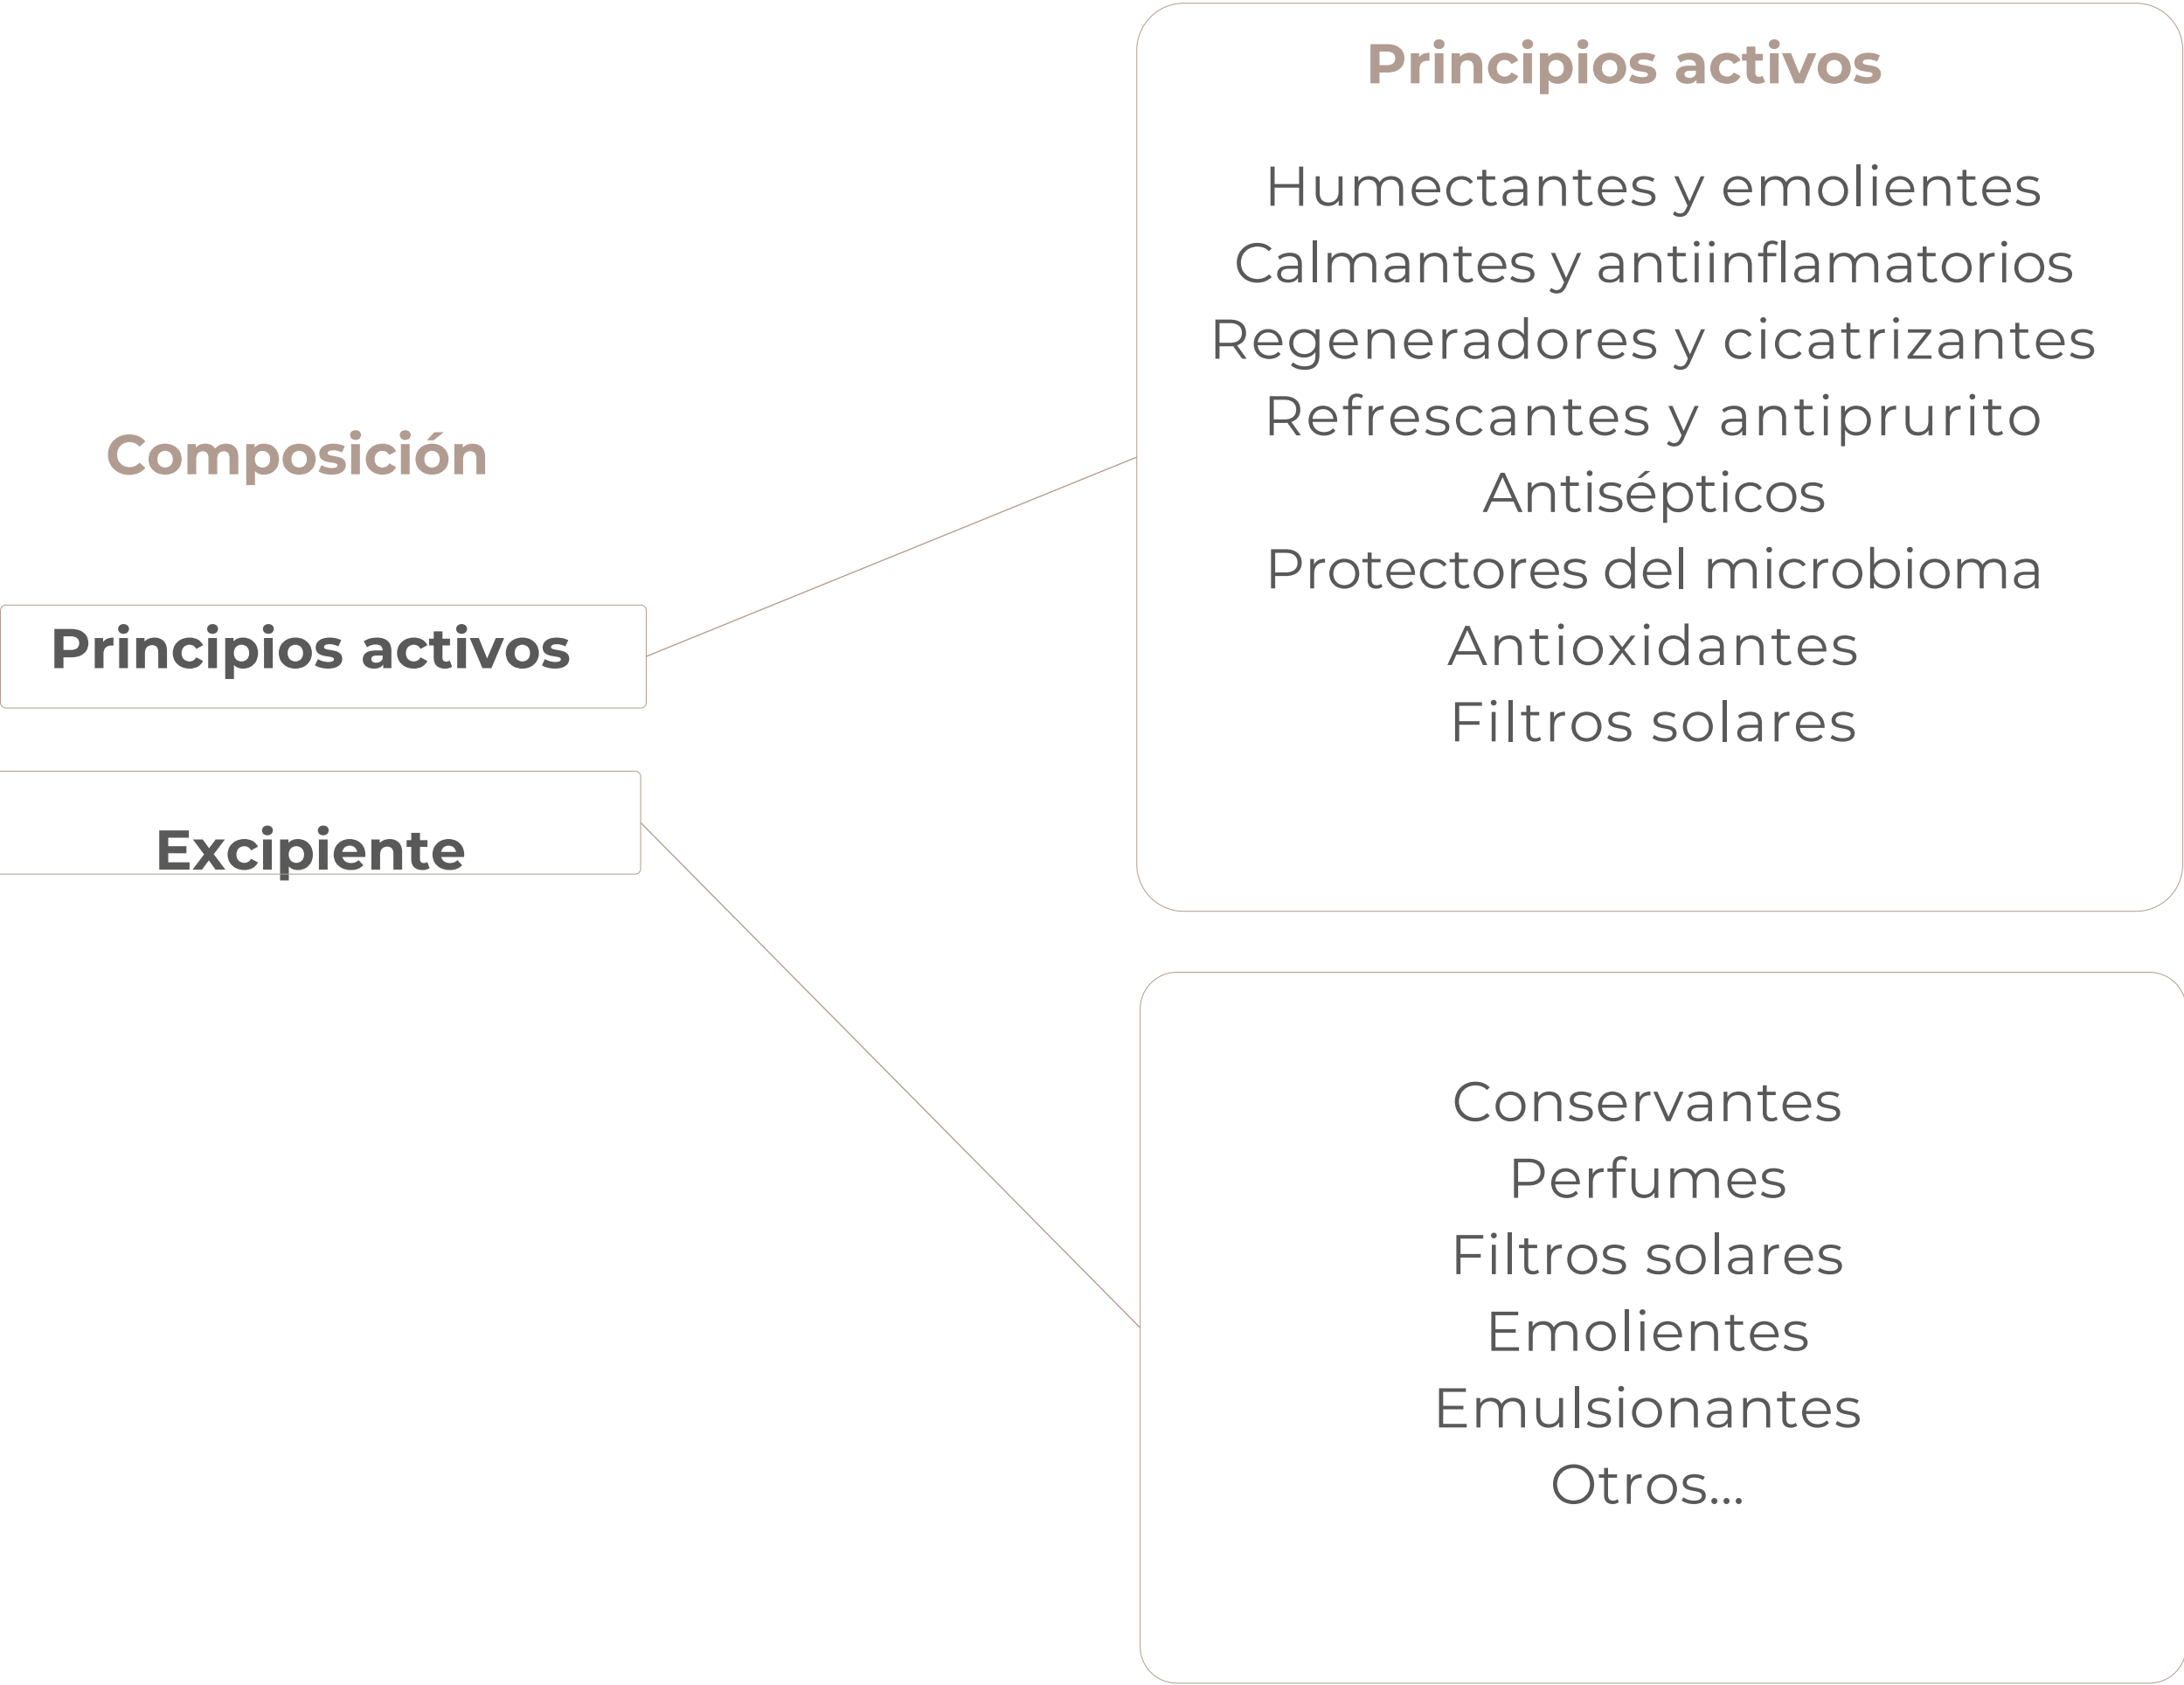 Composición
Principios activos
Excipiente
Principios activos
Humectantes y emolientes
Calmantes y antiinflamatorios
Regeneradores y cicatrizantes
Refrescantes y antiprurito
Antisépticos
Protectores del microbioma
Antioxidantes
Filtros solares
Conservantes
Perfumes
Filtros solares
Emolientes
Emulsionantes
Otros...